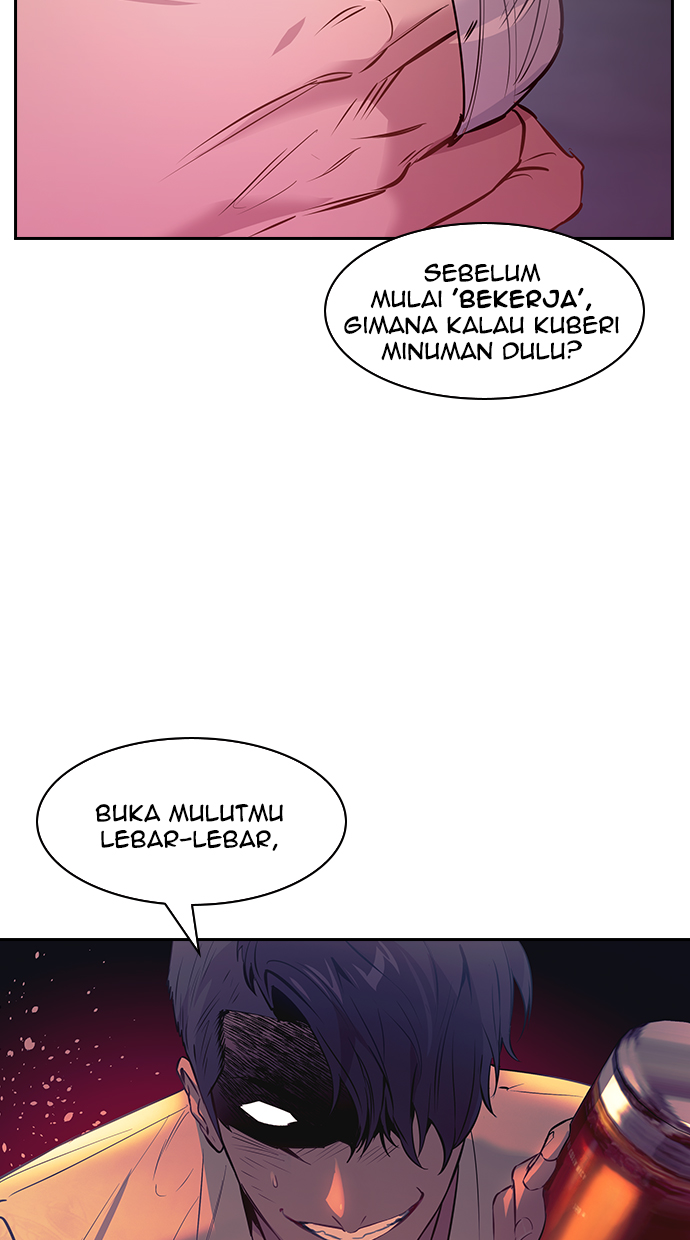 SEBELUM
MULAI 'BEKERJA',
GIMANA KALAU KUBERI
MINUMAN DULU?
BUKA MULUTMU
LEBAR-LEBAR,